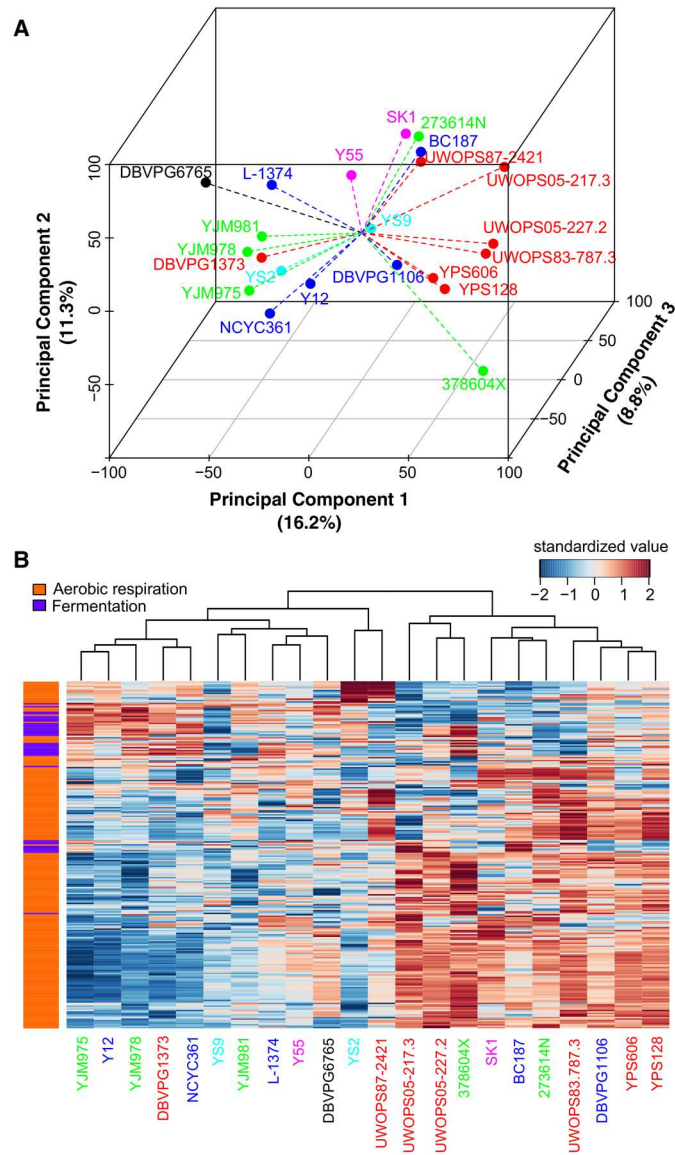 A
SK1
273614N
BC187
Y55
UWOPS87-2421
DBVPG6765
L-1374
UWOPS05-217.3
YJM981
YS9
UWOPS05-227.2
YJM978
DBVPG1373
UWOPS83-787.3
YS2
DBVPG1106
YPS606
YJM975
Y12
YPS128
NCYC361
378604X
100
50
0
−50
−100
Principal Component 2
(11.3%)
−100
−50
0
50
100
Principal Component 1
(16.2%)
100
50
0
−50
Principal Component 3
(8.8%)
B
standardized value
−2 −1 0 1 2
Aerobic respiration
Fermentation
YJM975
Y12
YJM978
DBVPG1373
NCYC361
YS9
YJM981
L-1374
Y55
DBVPG6765
YS2
UWOPS87-2421
UWOPS05-217.3
UWOPS05-227.2
378604X
SK1
BC187
273614N
UWOPS83.787.3
DBVPG1106
YPS606
YPS128